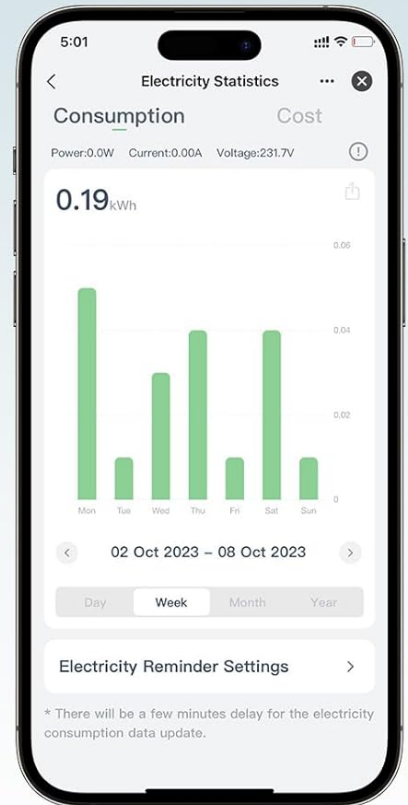 5:01
Electricity Statistics
Consumption Cost
Power:0.0W Current:0.00A Voltage:231.7V
0.19kWh
0.06
0.04
0.02
0
Mon Tue Wed Thu Fri Sat Sun
02 Oct 2023 – 08 Oct 2023
Day Week Month Year
Electricity Reminder Settings
* There will be a few minutes delay for the electricity
consumption data update.